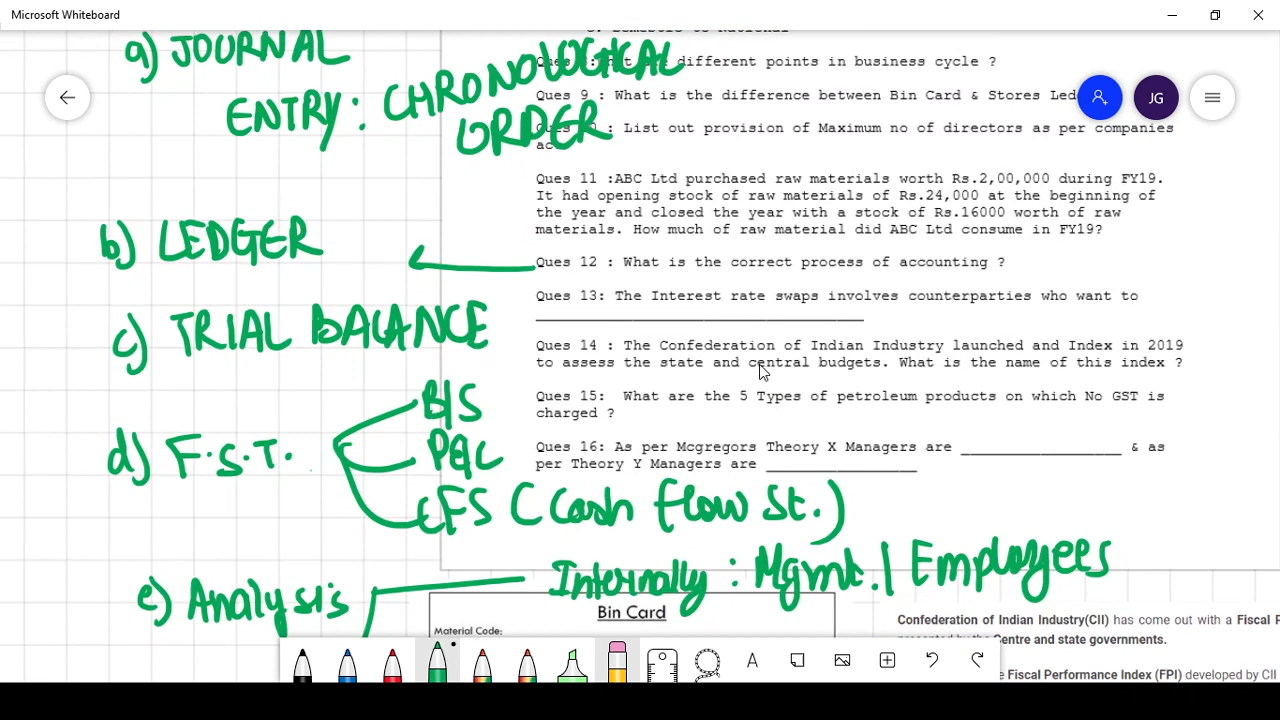 Microsoft Whiteboard
a) JOURNAL
ENTRY : CHRONOLOGICAL
ORDER
b) LEDGER
c) TRIAL BALANCE
d) F.S.T.
B/S
P&L
CFS (Cash flow St.)
e) Analysis
Internally : Mgmt. | Employees
JG
different points in business cycle ?
Ques 9 : What is the difference between Bin Card & Stores Led
: List out provision of Maximum no of directors as per companies
Ques 11 :ABC Ltd purchased raw materials worth Rs.2,00,000 during FY19.
It had opening stock of raw materials of Rs.24,000 at the beginning of
the year and closed the year with a stock of Rs.16000 worth of raw
materials. How much of raw material did ABC Ltd consume in FY19?
Ques 12 : What is the correct process of accounting ?
Ques 13: The Interest rate swaps involves counterparties who want to
Ques 14 : The Confederation of Indian Industry launched and Index in 2019
to assess the state and central budgets. What is the name of this index ?
Ques 15: What are the 5 Types of petroleum products on which No GST is
charged ?
Ques 16: As per Mcgregors Theory X Managers are ________________ & as
per Theory Y Managers are ________________
Bin Card
Material Code:
Confederation of Indian Industry(CII) has come out with a Fiscal P
Centre and state governments.
Fiscal Performance Index (FPI) developed by CII
A